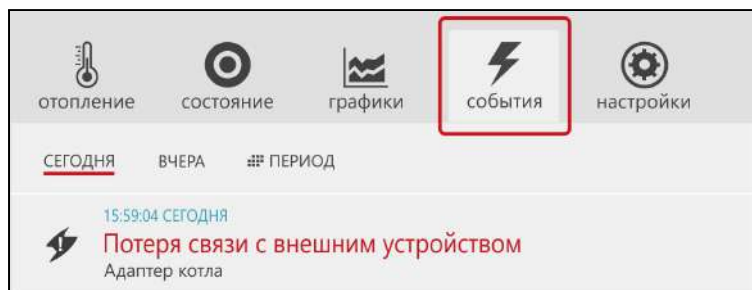 отопление состояние графики события настройки
СЕГОДНЯ ВЧЕРА ПЕРИОД
15:59:04 СЕГОДНЯ
Потеря связи с внешним устройством
Адаптер котла